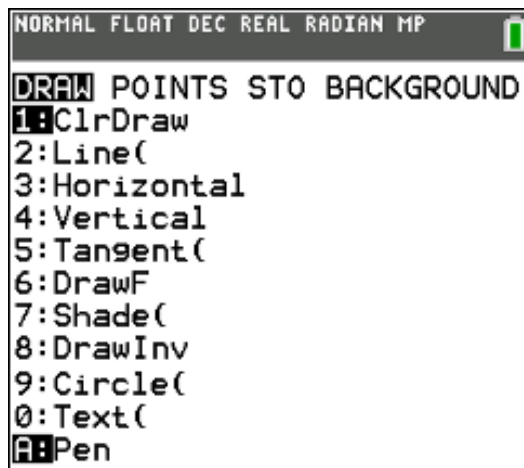 NORMAL FLOAT DEC REAL RADIAN MP
DRAW POINTS STO BACKGROUND
1:ClrDraw
2:Line(
3:Horizontal
4:Vertical
5:Tangent(
6:DrawF
7:Shade(
8:DrawInv
9:Circle(
0:Text(
A:Pen